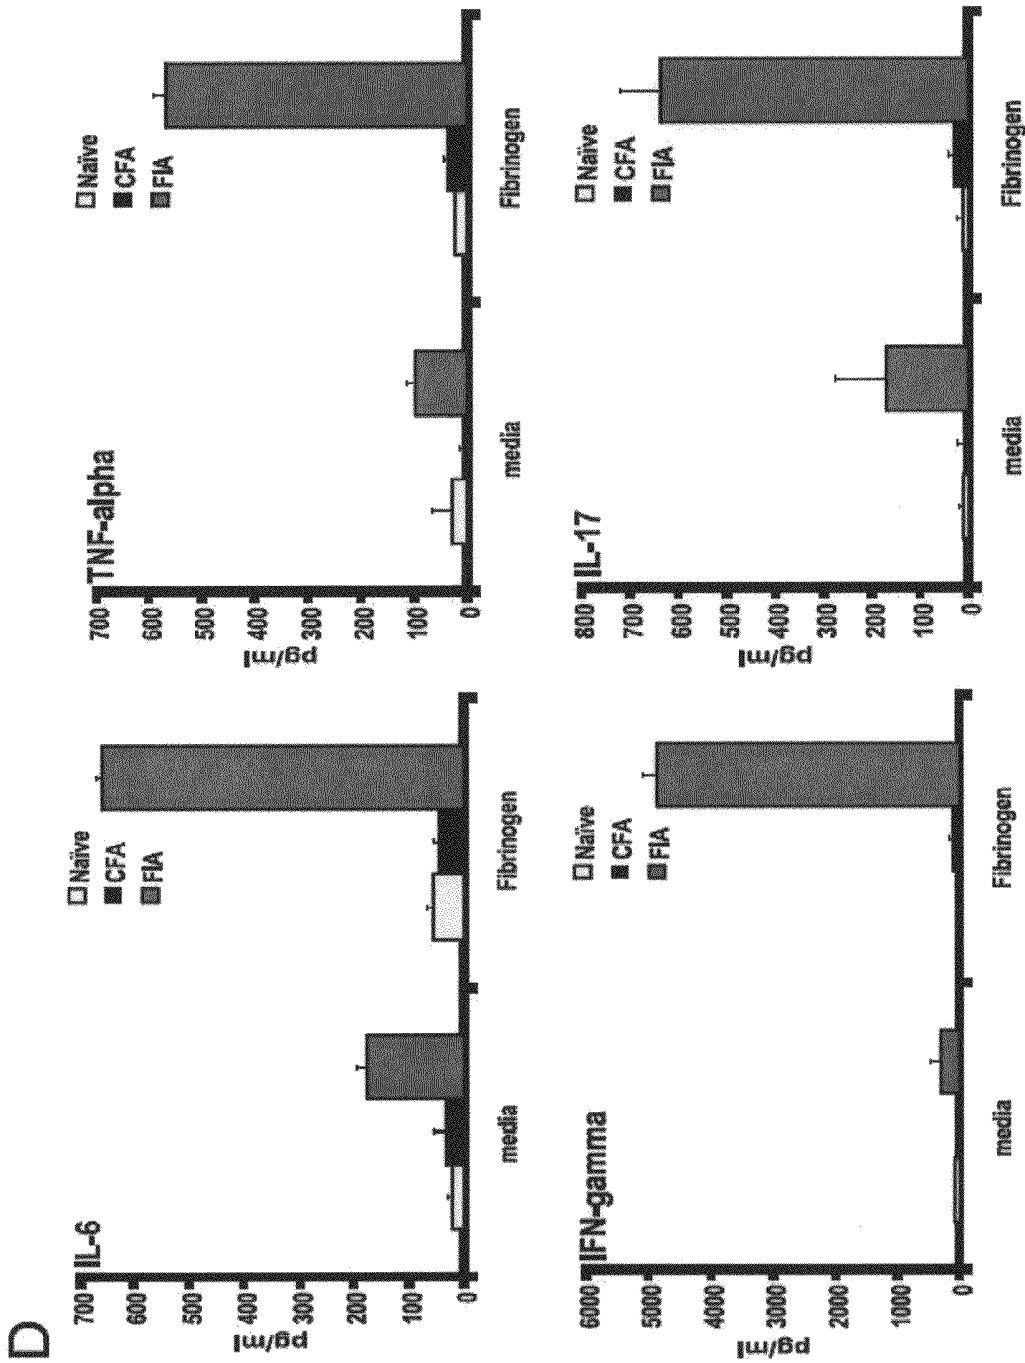 D
IL-6
700
600
500
400
300
200
100
0
pg/ml
Naïve
CFA
FIA
media
Fibrinogen
TNF-alpha
700
600
500
400
300
200
100
0
pg/ml
Naïve
CFA
FIA
media
Fibrinogen
IFN-gamma
6000
5000
4000
3000
2000
1000
0
pg/ml
Naïve
CFA
FIA
media
Fibrinogen
IL-17
800
700
600
500
400
300
200
100
0
pg/ml
Naïve
CFA
FIA
media
Fibrinogen